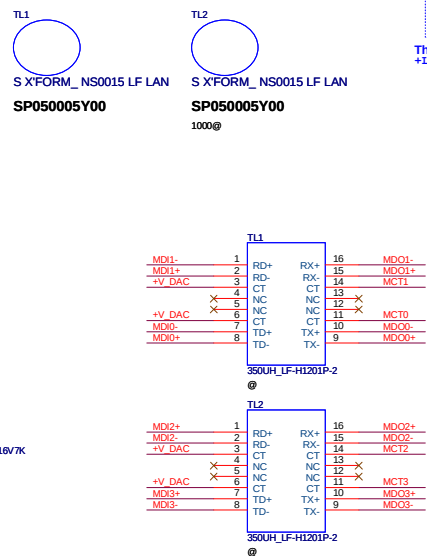 TL1 TL2
Th
+I
S X'FORM_ NS0015 LF LAN S X'FORM_ NS0015 LF LAN
SP050005Y00 SP050005Y00
1000@
TL1
MDI1- 1 RD+ RX+ 16 MDO1-
MDI1+ 2 RD- RX- 15 MDO1+
+V_DAC 3 CT CT 14 MCT1
4 NC NC 13
5 NC NC 12
+V_DAC 6 CT CT 11 MCT0
MDI0- 7 TD+ TX+ 10 MDO0-
MDI0+ 8 TD- TX- 9 MDO0+
350UH_LF-H1201P-2
@
TL2
MDI2+ 1 RD+ RX+ 16 MDO2+
MDI2- 2 RD- RX- 15 MDO2-
+V_DAC 3 CT CT 14 MCT2
16V7K
4 NC NC 13
5 NC NC 12
+V_DAC 6 CT CT 11 MCT3
MDI3+ 7 TD+ TX+ 10 MDO3+
MDI3- 8 TD- TX- 9 MDO3-
350UH_LF-H1201P-2
@